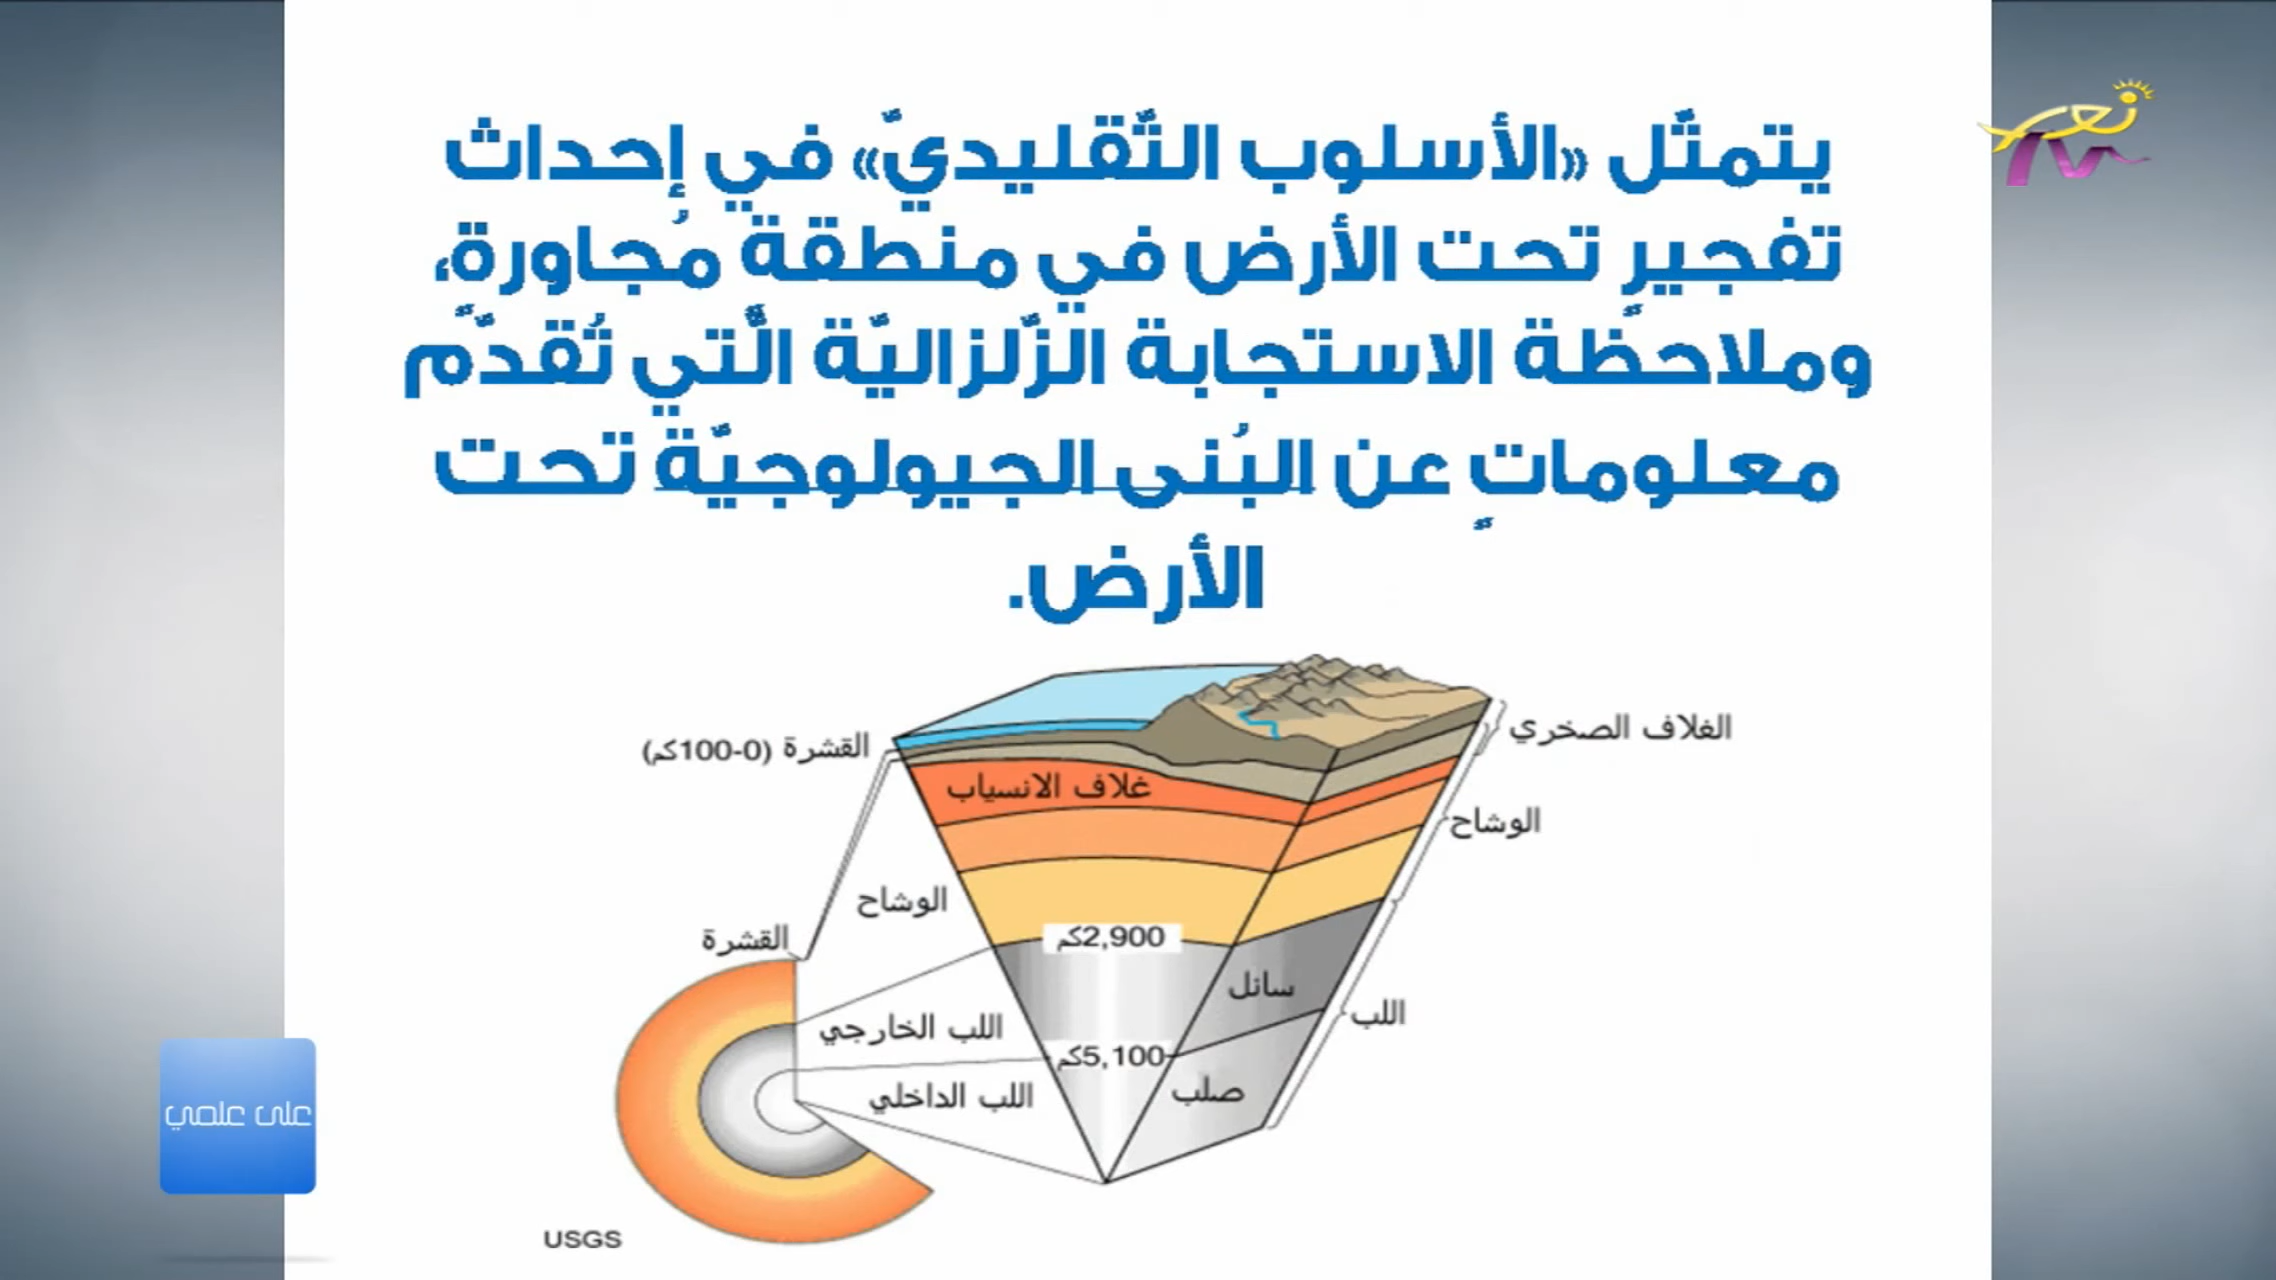 يتمثّل «الأسلوب التّقليديّ» في إحداث
تفجيرٍ تحت الأرض في منطقة مُجاورة،
وملاحظة الاستجابة الزّلزاليّة الّتي تُقدّم
معلوماتٍ عن البُنى الجيولوجيّة تحت
الأرض.
الغلاف الصخري
القشرة (0-100كم)
غلاف الانسياب
الوشاح
الوشاح
القشرة
2,900كم
سائل
اللب
اللب الخارجي
5,100كم
صلب
اللب الداخلي
USGS
على علمي
نعم
TV